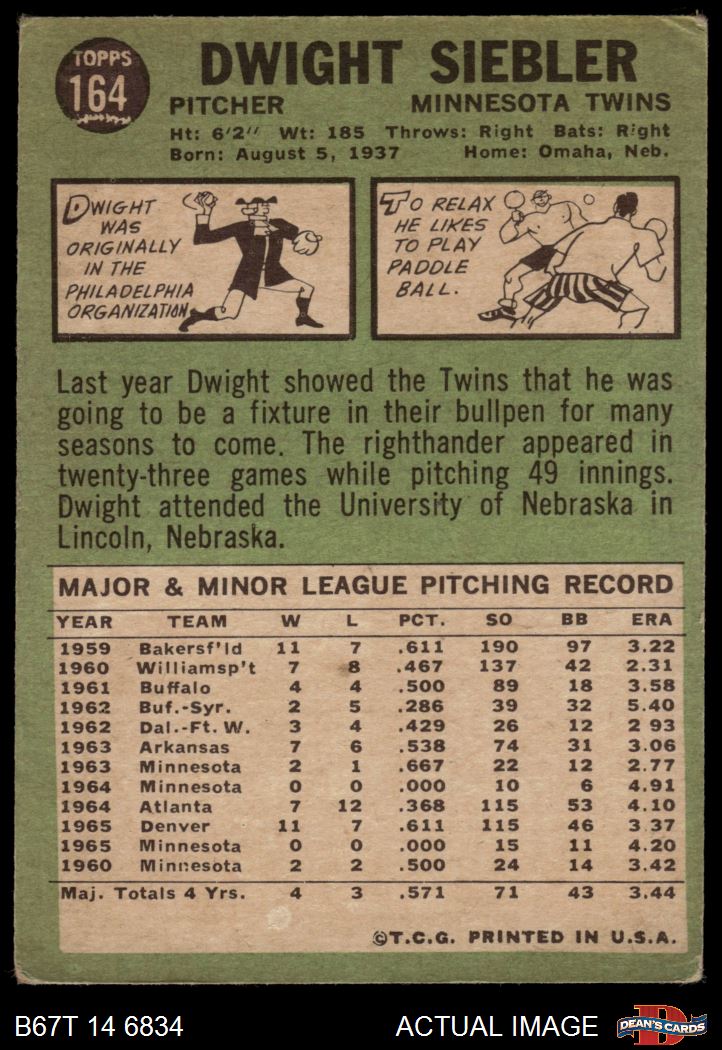 TOPPS
164
DWIGHT SIEBLER
PITCHER MINNESOTA TWINS
Ht: 6'2" Wt: 185 Throws: Right Bats: Right
Born: August 5, 1937 Home: Omaha, Neb.
DWIGHT
WAS
ORIGINALLY
IN THE
PHILADELPHIA
ORGANIZATION.
TO RELAX
HE LIKES
TO PLAY
PADDLE
BALL.
Last year Dwight showed the Twins that he was
going to be a fixture in their bullpen for many
seasons to come. The righthander appeared in
twenty-three games while pitching 49 innings.
Dwight attended the University of Nebraska in
Lincoln, Nebraska.
MAJOR & MINOR LEAGUE PITCHING RECORD
YEAR TEAM W L PCT. SO BB ERA
1959 Bakersf'ld 11 7 .611 190 97 3.22
1960 Williamsp't 7 8 .467 137 42 2.31
1961 Buffalo 4 4 .500 89 18 3.58
1962 Buf.-Syr. 2 5 .286 39 32 5.40
1962 Dal.-Ft. W. 3 4 .429 26 12 2 93
1963 Arkansas 7 6 .538 74 31 3.06
1963 Minnesota 2 1 .667 22 12 2.77
1964 Minnesota 0 0 .000 10 6 4.91
1964 Atlanta 7 12 .368 115 53 4.10
1965 Denver 11 7 .611 115 46 3.37
1965 Minnesota 0 0 .000 15 11 4.20
1960 Minnesota 2 2 .500 24 14 3.42
Maj. Totals 4 Yrs. 4 3 .571 71 43 3.44
©T.C.G. PRINTED IN U.S.A.
B67T 14 6834 ACTUAL IMAGE
D
DEAN'S CARDS